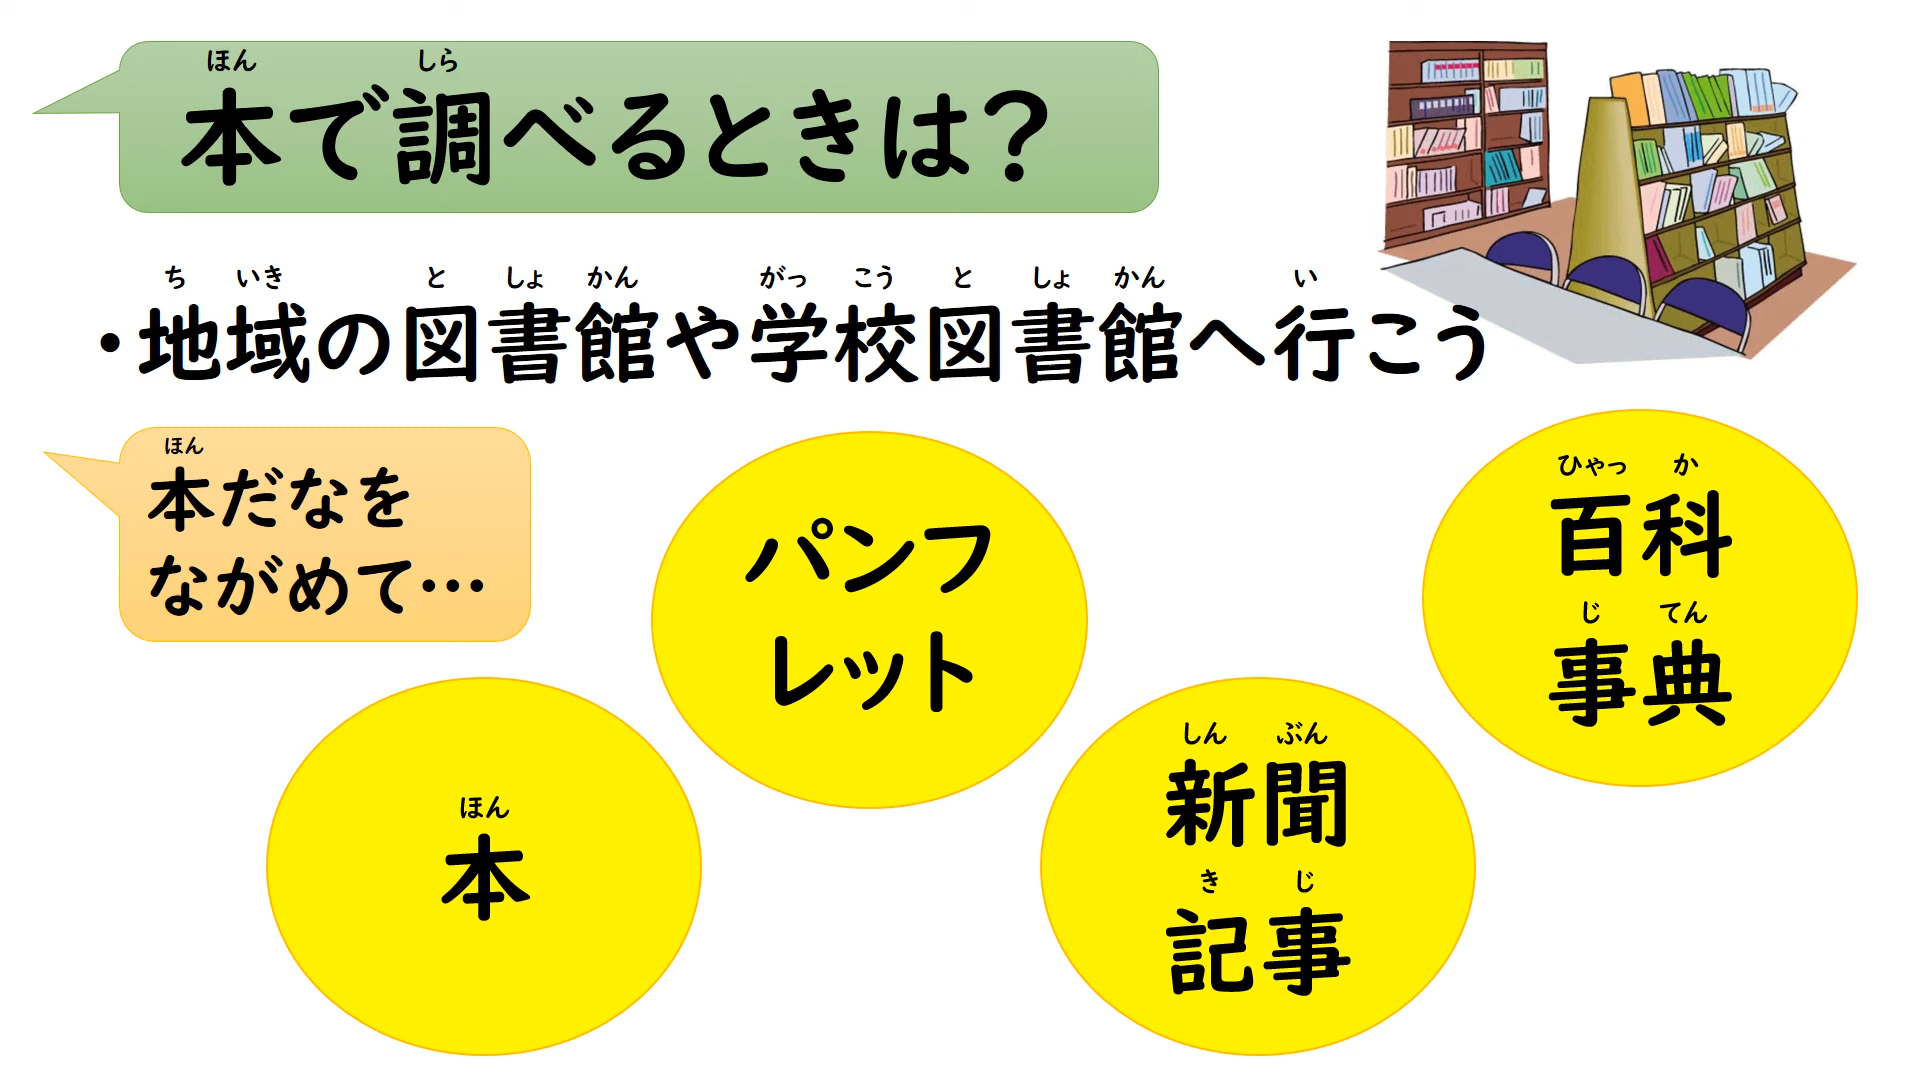 ほん しら
本で調べるときは？
ち いき と しょ かん がっ こう と しょ かん い
・地域の図書館や学校図書館へ行こう
ほん
本だなを
ながめて…
パンフ
レット
ひゃっ か
百科
じ てん
事典
ほん
本
しん ぶん
新聞
き じ
記事